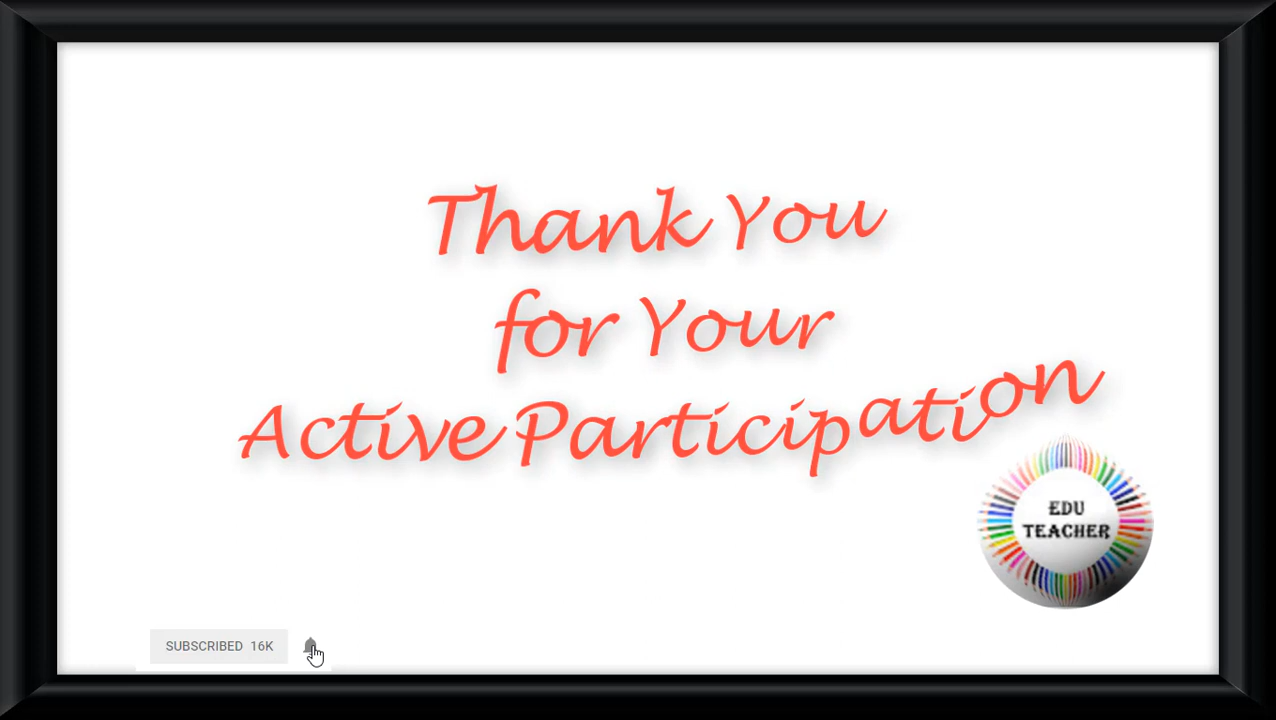 Thank You
for Your
Active Participation
EDU
TEACHER
SUBSCRIBED 16K